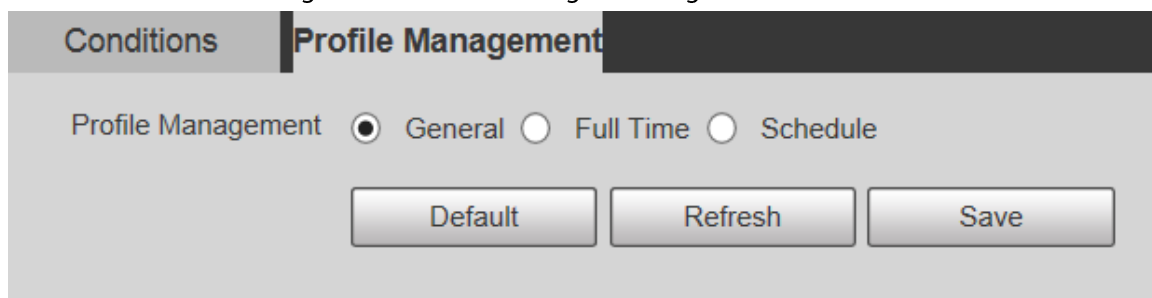 Conditions Profile Management
Profile Management General Full Time Schedule
Default Refresh Save